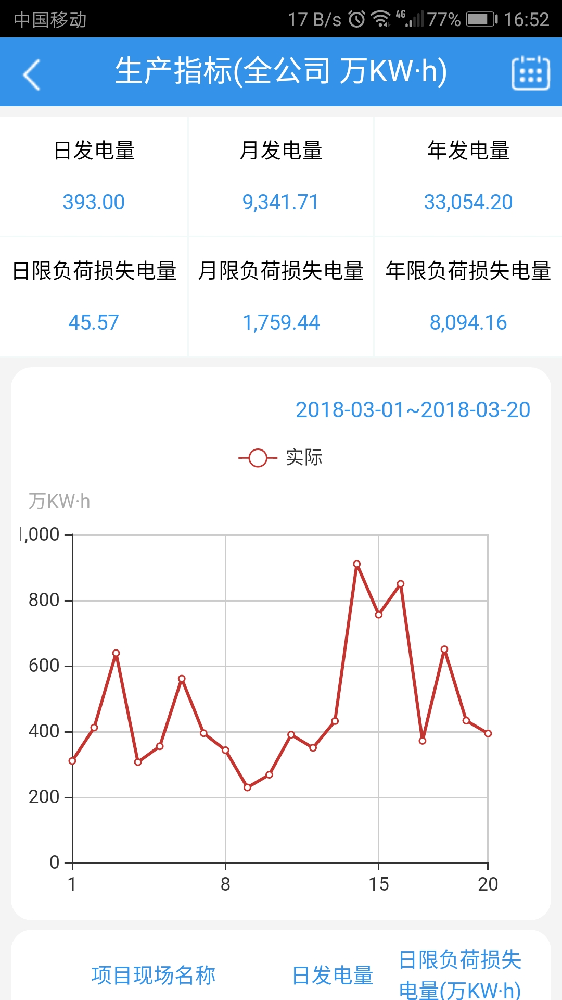 中国移动 17 B/s 4G 77% 16:52
生产指标(全公司 万KW·h)
日发电量 月发电量 年发电量
393.00 9,341.71 33,054.20
日限负荷损失电量 月限负荷损失电量 年限负荷损失电量
45.57 1,759.44 8,094.16
2018-03-01~2018-03-20
实际
万KW·h
1,000
800
600
400
200
0
1 8 15 20
项目现场名称 日发电量 日限负荷损失
电量(万KW·h)